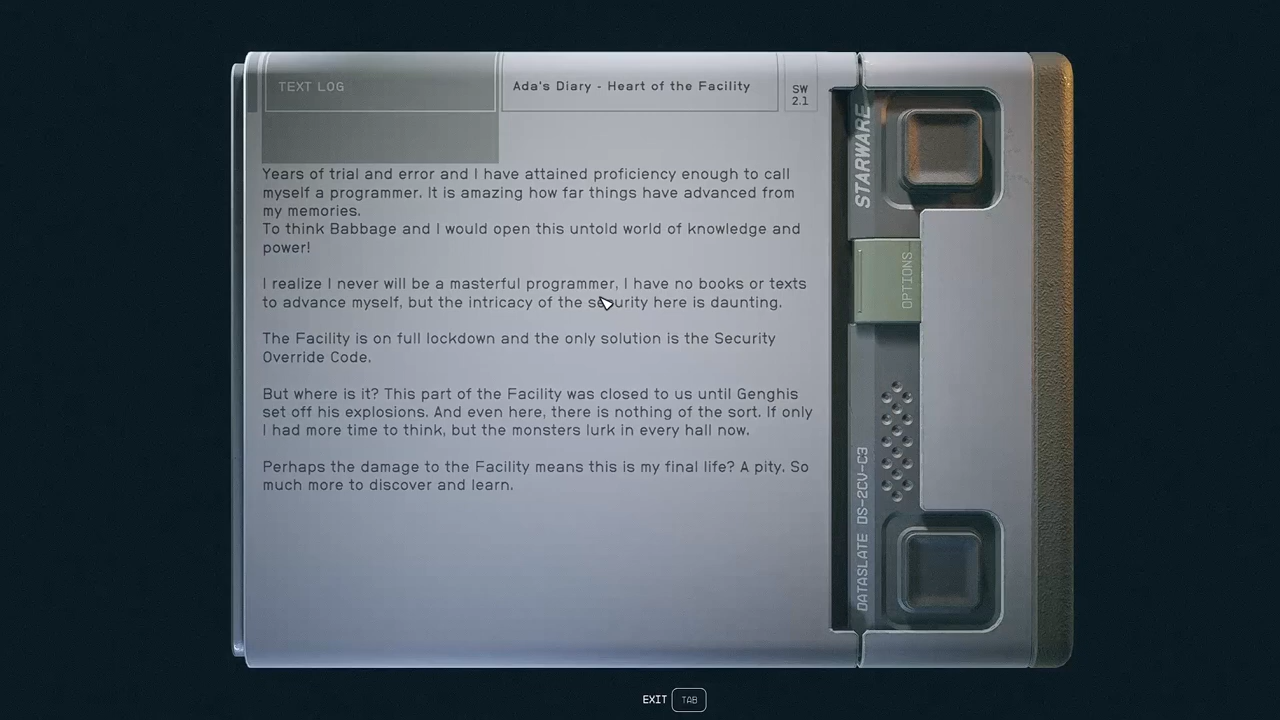 TEXT LOG
Ada's Diary - Heart of the Facility
SW
2.1
Years of trial and error and I have attained proficiency enough to call
myself a programmer. It is amazing how far things have advanced from
my memories.
To think Babbage and I would open this untold world of knowledge and
power!
I realize I never will be a masterful programmer, I have no books or texts
to advance myself, but the intricacy of the security here is daunting.
The Facility is on full lockdown and the only solution is the Security
Override Code.
But where is it? This part of the Facility was closed to us until Genghis
set off his explosions. And even here, there is nothing of the sort. If only
I had more time to think, but the monsters lurk in every hall now.
Perhaps the damage to the Facility means this is my final life? A pity. So
much more to discover and learn.
STARWARE
OPTIONS
DATASLATE DS-2CV-C3
EXIT TAB